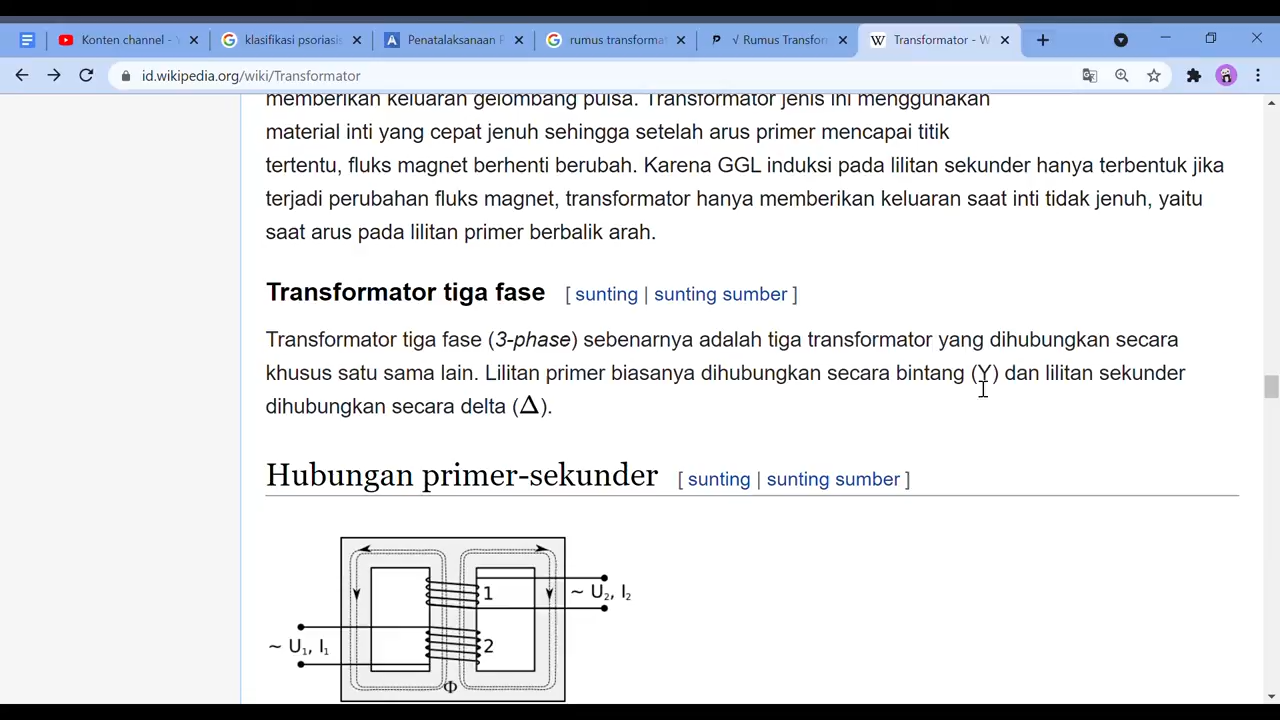 Konten channel - Y
klasifikasi psoriasis
Penatalaksanaan P
rumus transformat
√ Rumus Transfor
Transformator - W
id.wikipedia.org/wiki/Transformator
memberikan keluaran gelombang pulsa. Transformator jenis ini menggunakan
material inti yang cepat jenuh sehingga setelah arus primer mencapai titik
tertentu, fluks magnet berhenti berubah. Karena GGL induksi pada lilitan sekunder hanya terbentuk jika
terjadi perubahan fluks magnet, transformator hanya memberikan keluaran saat inti tidak jenuh, yaitu
saat arus pada lilitan primer berbalik arah.
Transformator tiga fase [ sunting | sunting sumber ]
Transformator tiga fase (3-phase) sebenarnya adalah tiga transformator yang dihubungkan secara
khusus satu sama lain. Lilitan primer biasanya dihubungkan secara bintang (Y) dan lilitan sekunder
dihubungkan secara delta (Δ).
Hubungan primer-sekunder [ sunting | sunting sumber ]
1
~ U₂, I₂
~ U₁, I₁
2
Φ